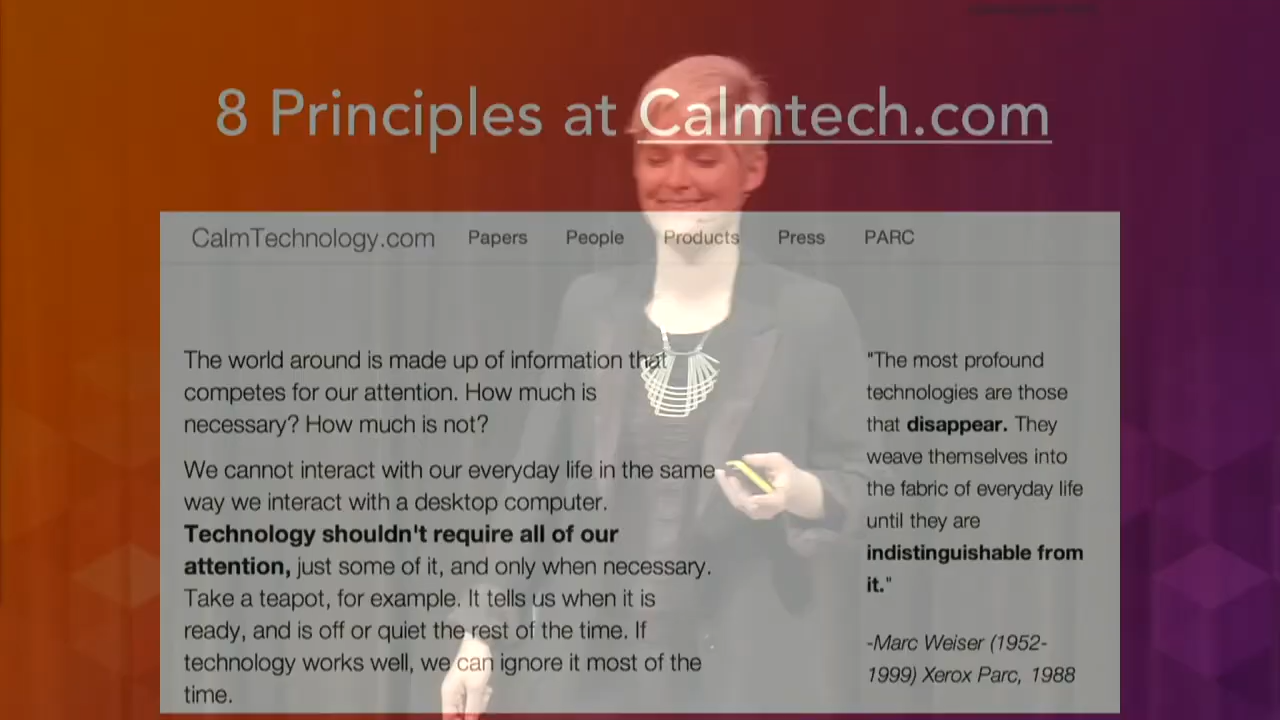 8 Principles at Calmtech.com
CalmTechnology.com Papers People Products Press PARC
The world around is made up of information that
competes for our attention. How much is
necessary? How much is not?
We cannot interact with our everyday life in the same
way we interact with a desktop computer.
Technology shouldn't require all of our
attention, just some of it, and only when necessary.
Take a teapot, for example. It tells us when it is
ready, and is off or quiet the rest of the time. If
technology works well, we can ignore it most of the
time.
"The most profound
technologies are those
that disappear. They
weave themselves into
the fabric of everyday life
until they are
indistinguishable from
it."
-Marc Weiser (1952-
1999) Xerox Parc, 1988